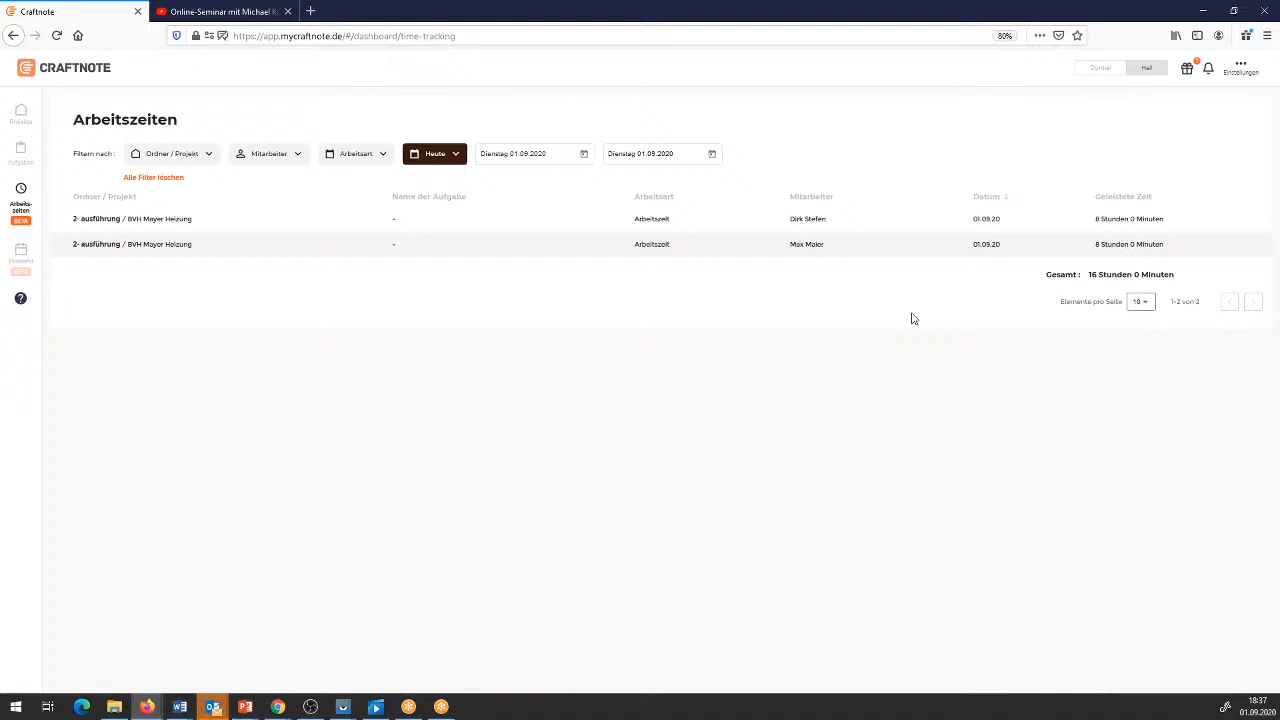 Craftnote
Online-Seminar mit Michael K
https://app.mycraftnote.de/#/dashboard/time-tracking
80%
CRAFTNOTE
Dunkel
Hell
Einstellungen
Projekte
Aufgaben
Arbeits-
zeiten
BETA
BETA
Arbeitszeiten
Filtern nach :
Ordner / Projekt
Mitarbeiter
Arbeitsart
Heute
Dienstag 01.09.2020
Dienstag 01.09.2020
Alle Filter löschen
Ordner / Projekt Name der Aufgabe Arbeitsart Mitarbeiter Datum ↓ Geleistete Zeit
2- ausführung / BVH Mayer Heizung - Arbeitszeit Dirk Stefen 01.09.20 8 Stunden 0 Minuten
2- ausführung / BVH Mayer Heizung - Arbeitszeit Max Maier 01.09.20 8 Stunden 0 Minuten
Gesamt : 16 Stunden 0 Minuten
Elemente pro Seite 10 1-2 von 2
18:37
01.09.2020